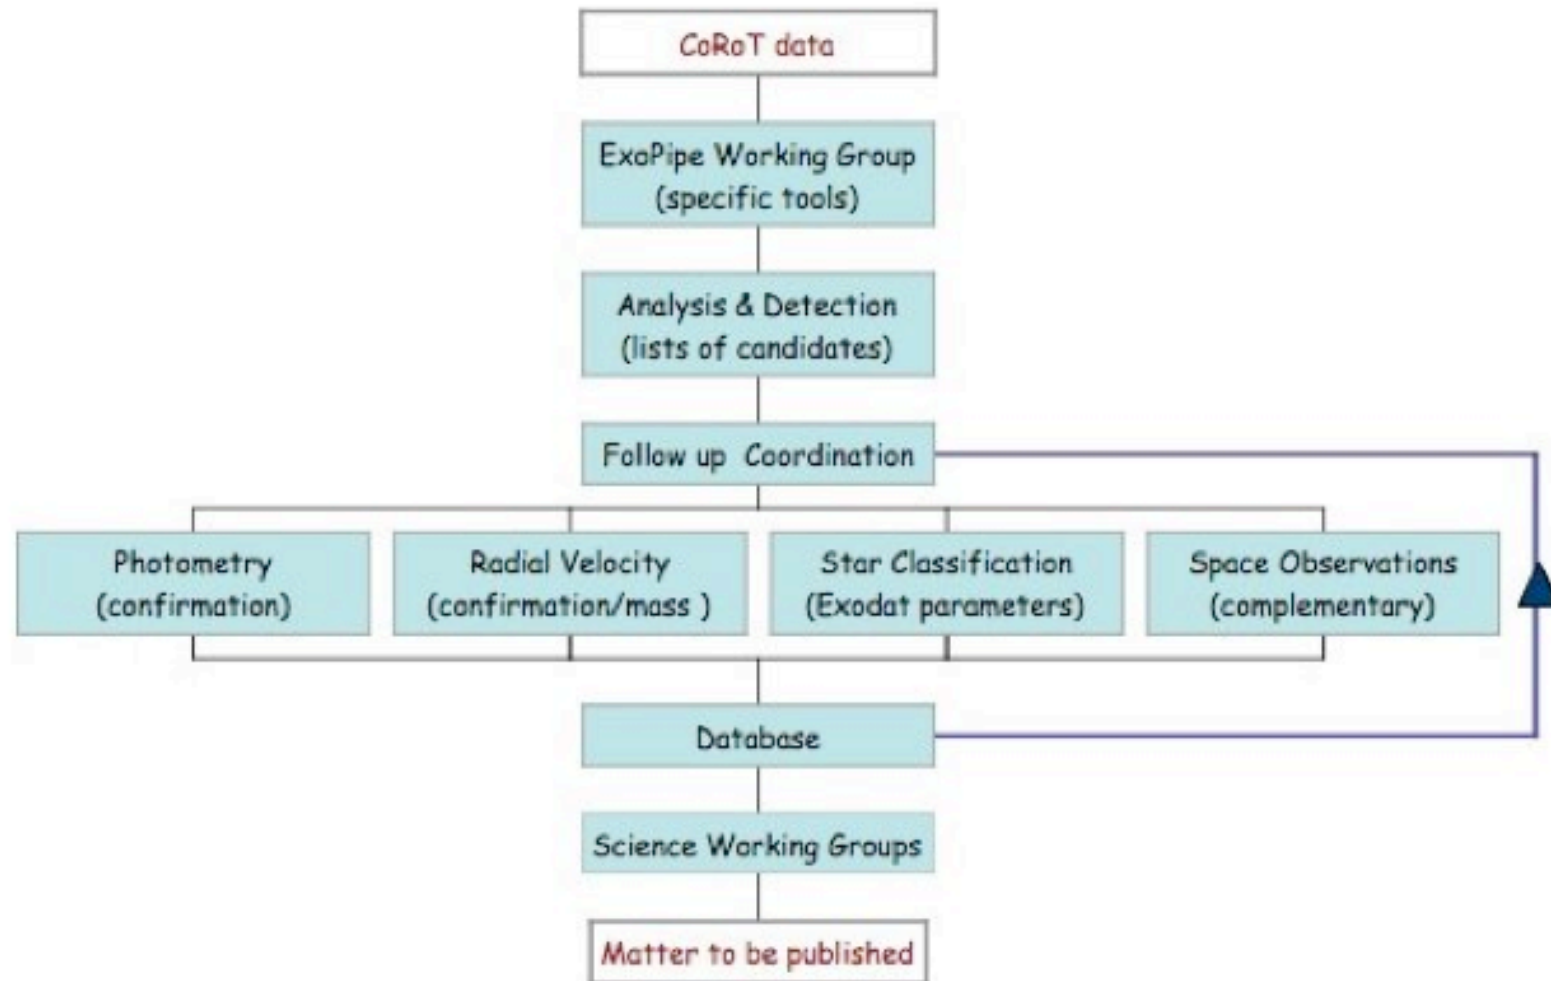 CoRoT data
ExoPipe Working Group
(specific tools)
Analysis & Detection
(lists of candidates)
Follow up Coordination
Photometry
(confirmation)
Radial Velocity
(confirmation/mass )
Star Classification
(Exodat parameters)
Space Observations
(complementary)
Database
Science Working Groups
Matter to be published